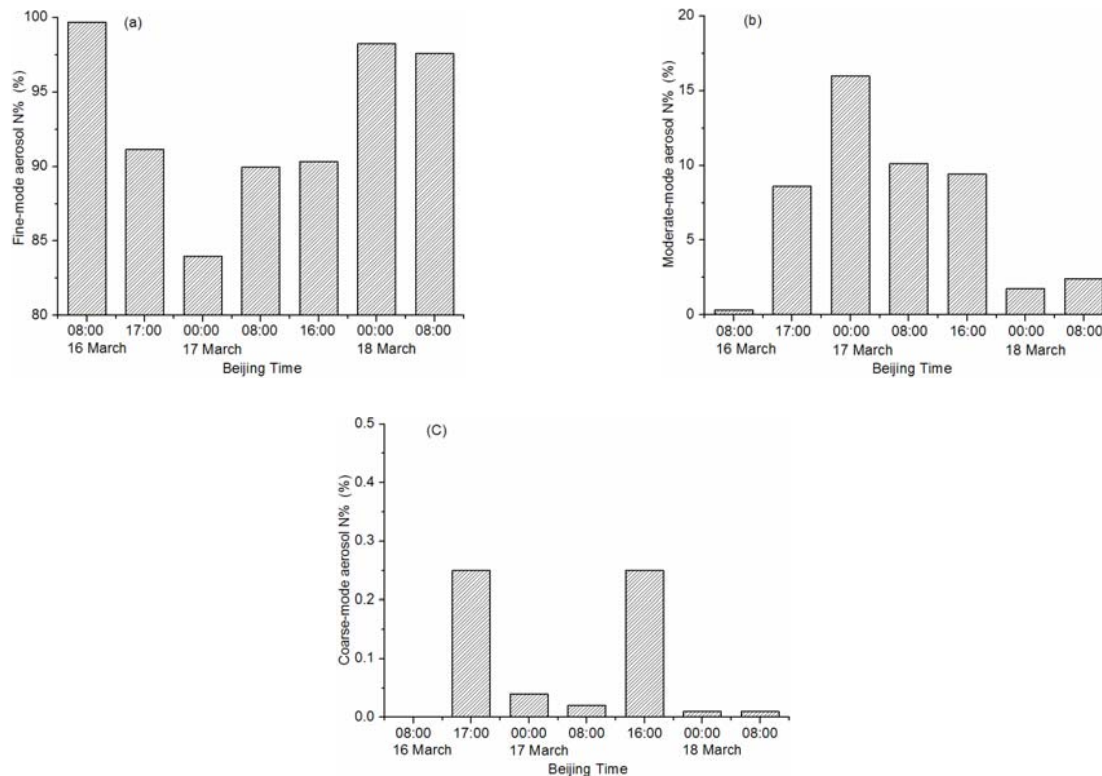 (a)
Fine-mode aerosol N% (%)
100
95
90
85
80
08:00 17:00 00:00 08:00 16:00 00:00 08:00
16 March 17 March 18 March
Beijing Time
(b)
Moderate-mode aerosol N% (%)
20
15
10
5
0
08:00 17:00 00:00 08:00 16:00 00:00 08:00
16 March 17 March 18 March
Beijing Time
(C)
Coarse-mode aerosol N% (%)
0.5
0.4
0.3
0.2
0.1
0.0
08:00 17:00 00:00 08:00 16:00 00:00 08:00
16 March 17 March 18 March
Beijing Time